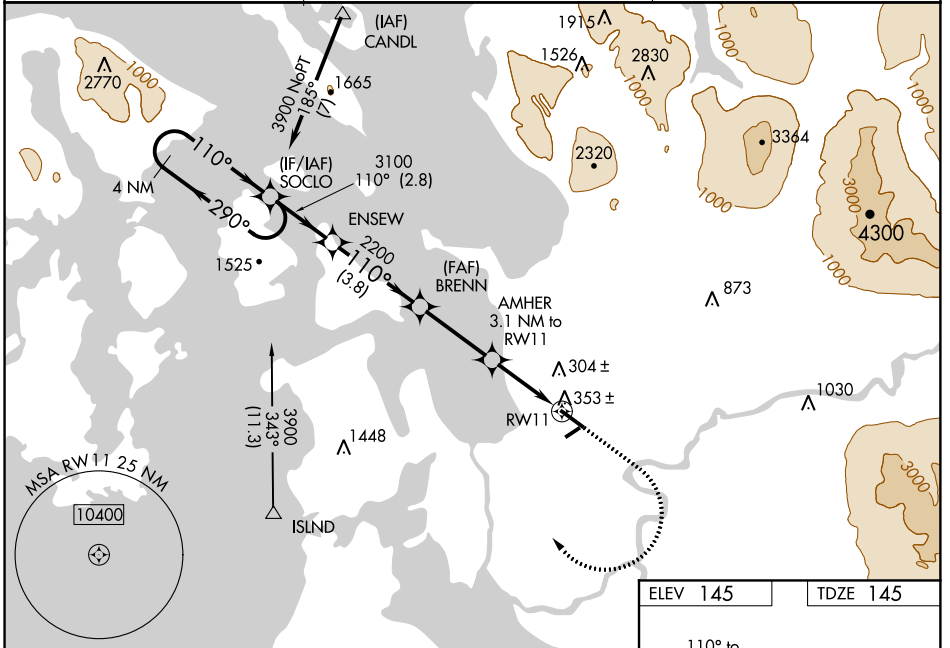 (IAF)
CANDL
1915
1526
2830
1000
1000
1000
2770
1000
3900 NoPT
185°
(7)
1665
3364
2320
110°
(IF/IAF)
SOCLO
3100
110° (2.8)
4 NM
290°
1000
3000
4300
1000
ENSEW
2200
110°
(3.8)
1525
(FAF)
BRENN
873
AMHER
3.1 NM to
RW11
304 ±
353 ±
RW11
1030
3900
343°
(11.3)
1448
3000
MSA RW11 25 NM
10400
ISLND
ELEV 145
TDZE 145
110° to